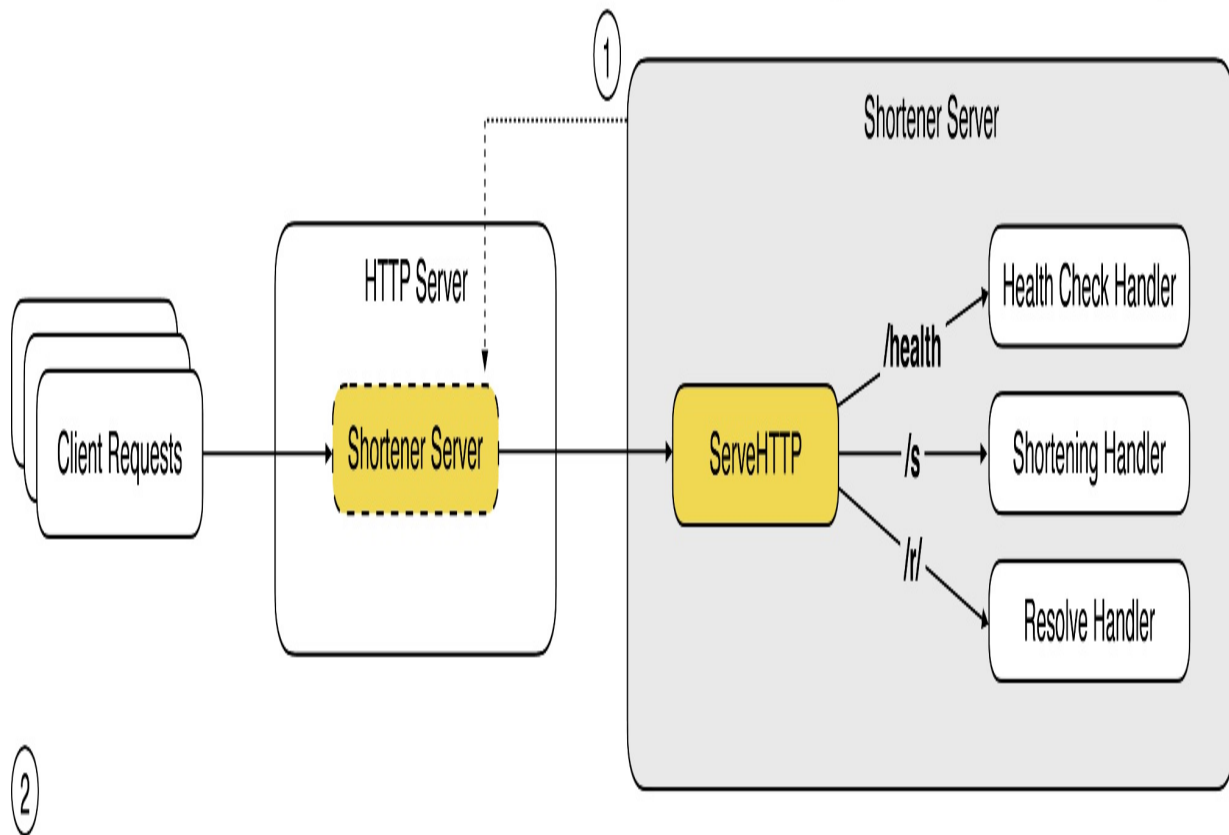 1
Shortener Server
HTTP Server
Health Check Handler
/health
Client Requests
Shortener Server
ServeHTTP
/s
Shortening Handler
/r/
Resolve Handler
2